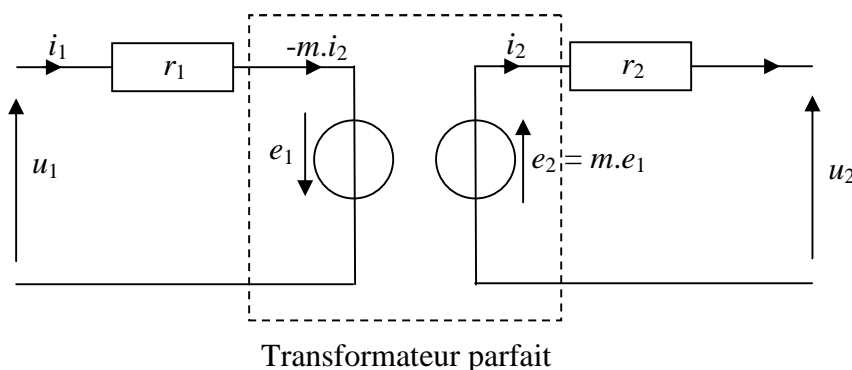 i1
r1
-m.i2
i2
r2
u1
e1
e2 = m.e1
u2
Transformateur parfait